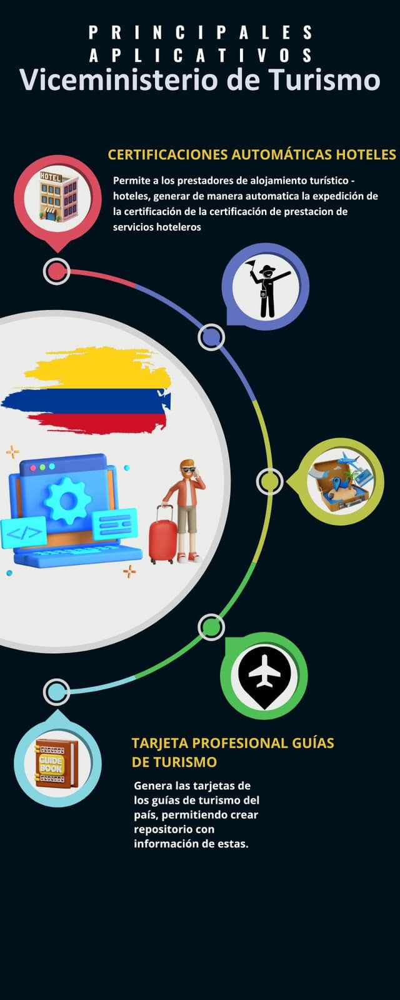 PRINCIPALES
APLICATIVOS
Viceministerio de Turismo
CERTIFICACIONES AUTOMÁTICAS HOTELES
HOTEL
Permite a los prestadores de alojamiento turístico -
hoteles, generar de manera automatica la expedición de
la certificación de la certificación de prestacion de
servicios hoteleros
</>
TARJETA PROFESIONAL GUÍAS
DE TURISMO
GUIDE
BOOK
Genera las tarjetas de
los guías de turismo del
país, permitiendo crear
repositorio con
información de estas.